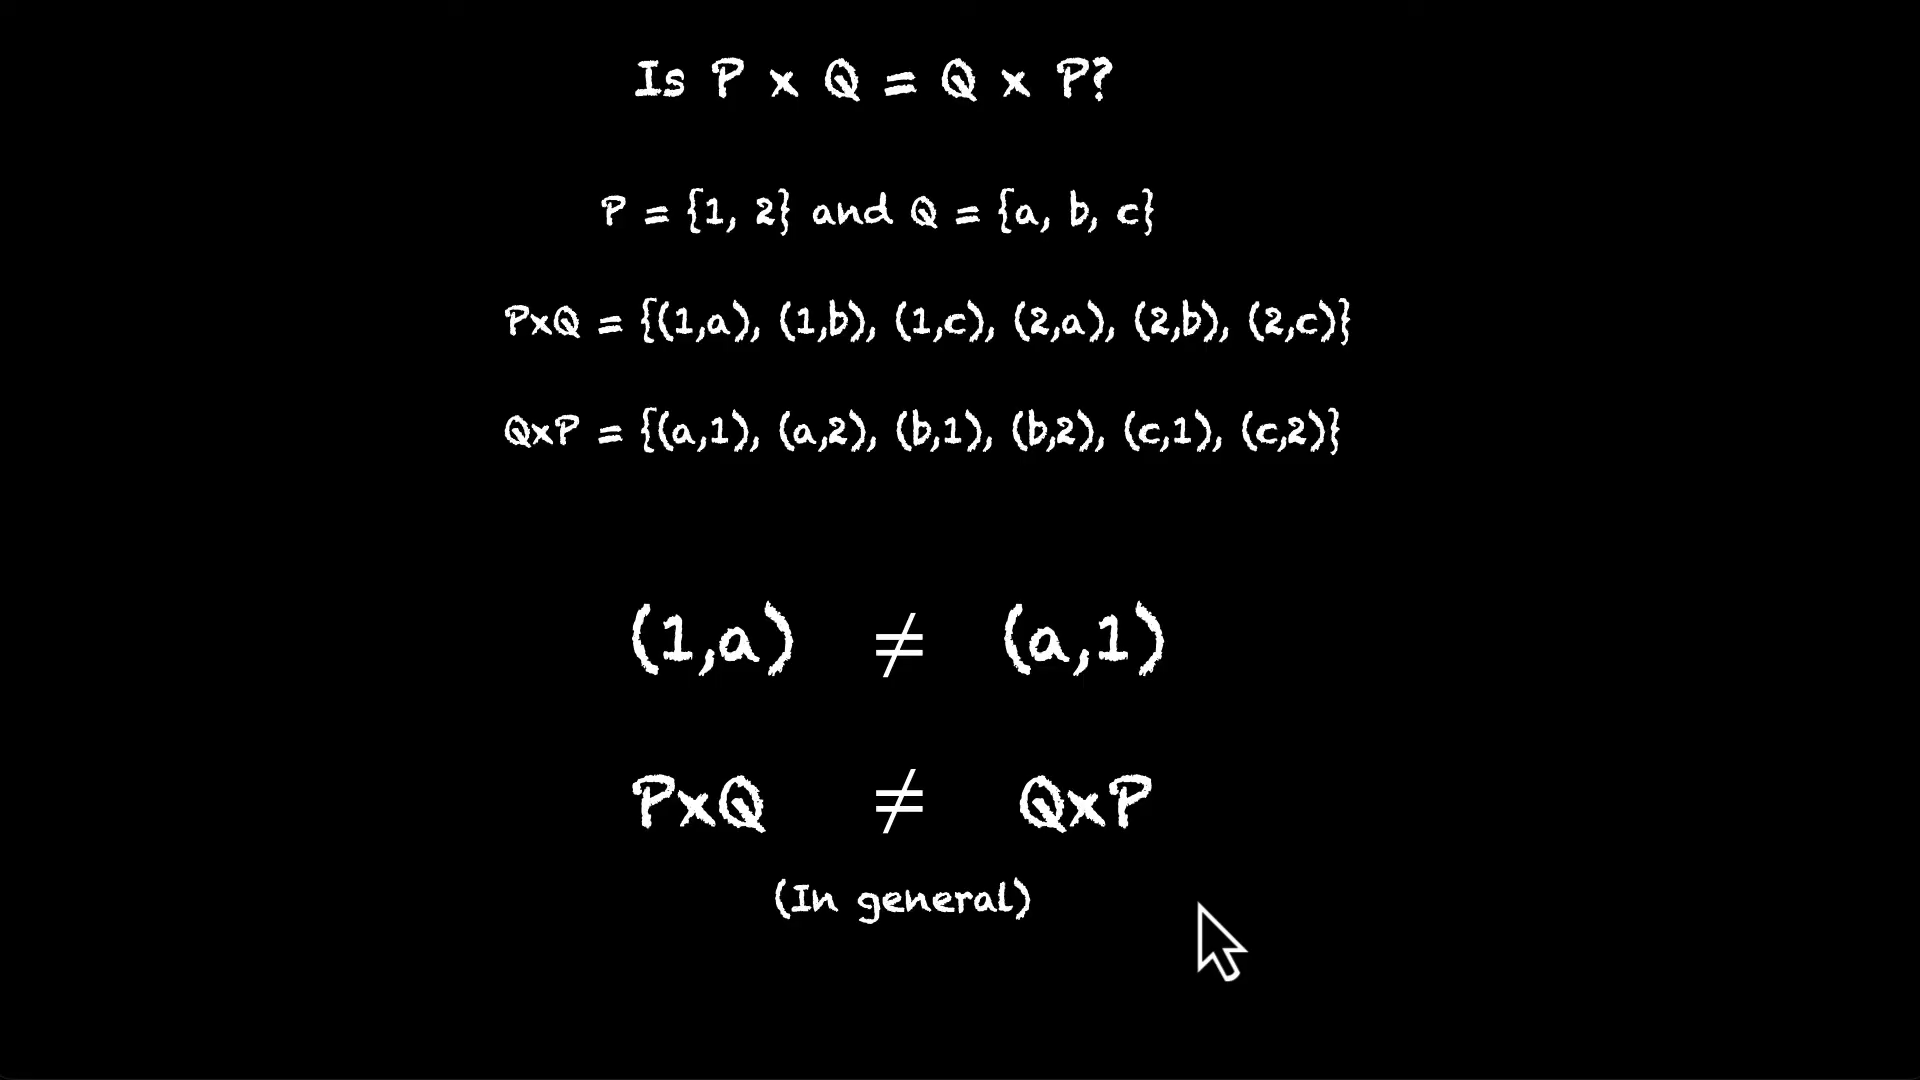 Is P x Q = Q x P?
P = {1, 2} and Q = {a, b, c}
PxQ = {(1,a), (1,b), (1,c), (2,a), (2,b), (2,c)}
QxP = {(a,1), (a,2), (b,1), (b,2), (c,1), (c,2)}
(1,a) ≠ (a,1)
PxQ ≠ QxP
(In general)